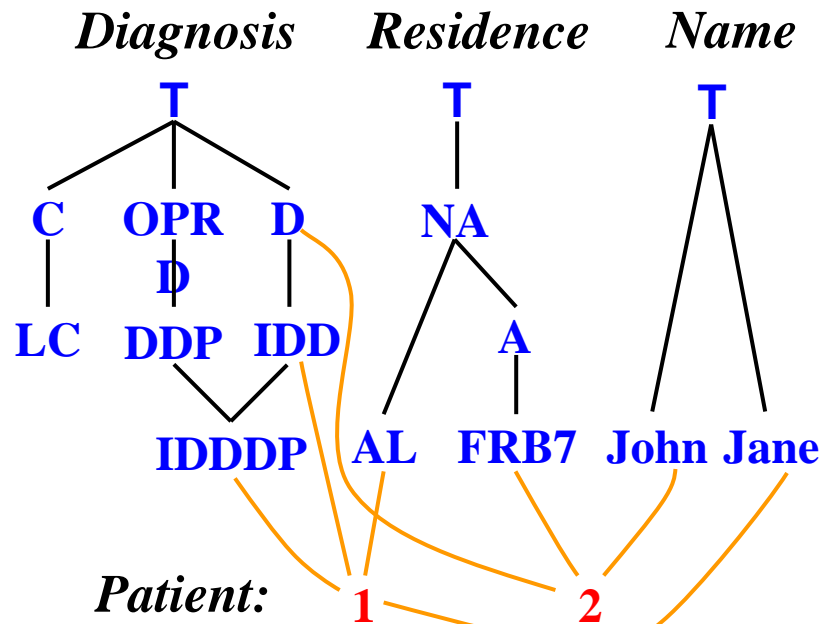 Diagnosis Residence Name
T T T
C OPR D NA
D
LC DDP IDD A
IDDDP AL FRB7 John Jane
Patient: 1 2